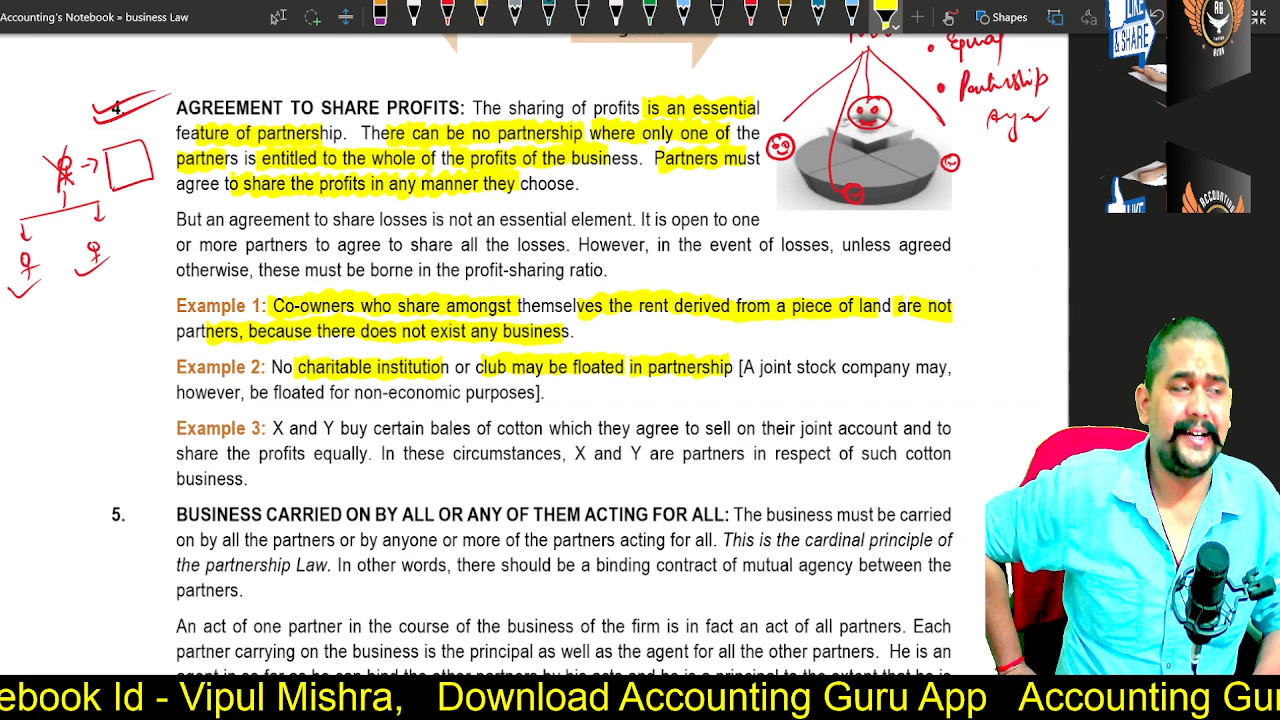 Accounting's Notebook » business Law
Shapes
LIKE
& SHARE
• Equal
• Partnership
4.
AGREEMENT TO SHARE PROFITS: The sharing of profits is an essential
feature of partnership. There can be no partnership where only one of the
partners is entitled to the whole of the profits of the business. Partners must
agree to share the profits in any manner they choose.
But an agreement to share losses is not an essential element. It is open to one
or more partners to agree to share all the losses. However, in the event of losses, unless agreed
otherwise, these must be borne in the profit-sharing ratio.
Example 1: Co-owners who share amongst themselves the rent derived from a piece of land are not
partners, because there does not exist any business.
Example 2: No charitable institution or club may be floated in partnership [A joint stock company may,
however, be floated for non-economic purposes].
Example 3: X and Y buy certain bales of cotton which they agree to sell on their joint account and to
share the profits equally. In these circumstances, X and Y are partners in respect of such cotton
business.
5.
BUSINESS CARRIED ON BY ALL OR ANY OF THEM ACTING FOR ALL: The business must be carried
on by all the partners or by anyone or more of the partners acting for all. This is the cardinal principle of
the partnership Law. In other words, there should be a binding contract of mutual agency between the
partners.
An act of one partner in the course of the business of the firm is in fact an act of all partners. Each
partner carrying on the business is the principal as well as the agent for all the other partners. He is an
ebook Id - Vipul Mishra, Download Accounting Guru App Accounting Gu